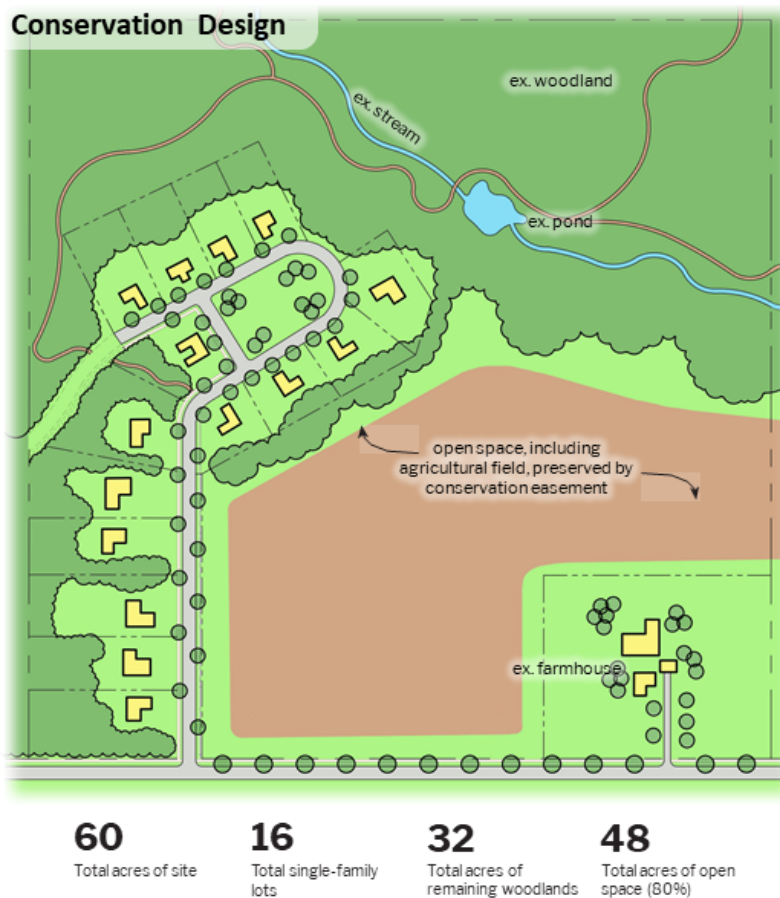 Conservation Design
ex. woodland
ex. stream
ex. pond
open space, including
agricultural field, preserved by
conservation easement
ex. farmhouse
60
Total acres of site
16
Total single-family
lots
32
Total acres of
remaining woodlands
48
Total acres of open
space (80%)